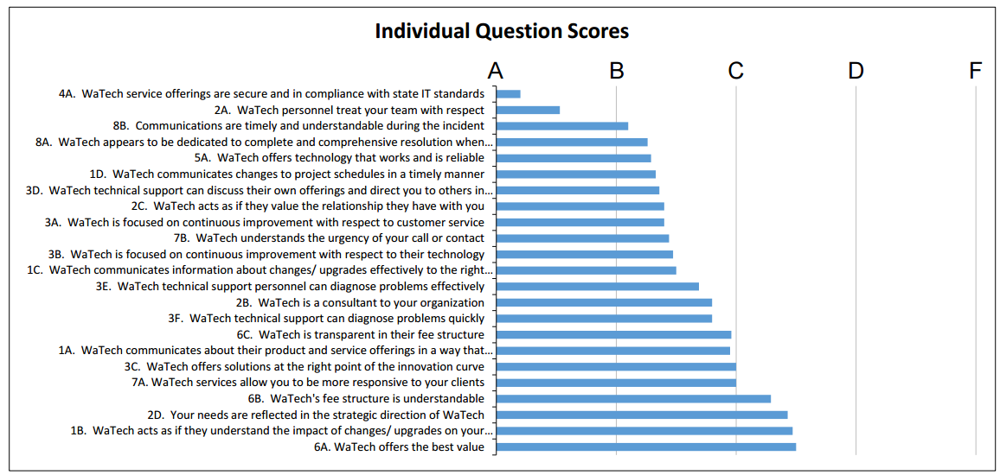 Individual Question Scores
A B C D F
4A. WaTech service offerings are secure and in compliance with state IT standards
2A. WaTech personnel treat your team with respect
8B. Communications are timely and understandable during the incident
8A. WaTech appears to be dedicated to complete and comprehensive resolution when...
5A. WaTech offers technology that works and is reliable
1D. WaTech communicates changes to project schedules in a timely manner
3D. WaTech technical support can discuss their own offerings and direct you to others in...
2C. WaTech acts as if they value the relationship they have with you
3A. WaTech is focused on continuous improvement with respect to customer service
7B. WaTech understands the urgency of your call or contact
3B. WaTech is focused on continuous improvement with respect to their technology
1C. WaTech communicates information about changes/ upgrades effectively to the right...
3E. WaTech technical support personnel can diagnose problems effectively
2B. WaTech is a consultant to your organization
3F. WaTech technical support can diagnose problems quickly
6C. WaTech is transparent in their fee structure
1A. WaTech communicates about their product and service offerings in a way that...
3C. WaTech offers solutions at the right point of the innovation curve
7A. WaTech services allow you to be more responsive to your clients
6B. WaTech's fee structure is understandable
2D. Your needs are reflected in the strategic direction of WaTech
1B. WaTech acts as if they understand the impact of changes/ upgrades on your...
6A. WaTech offers the best value